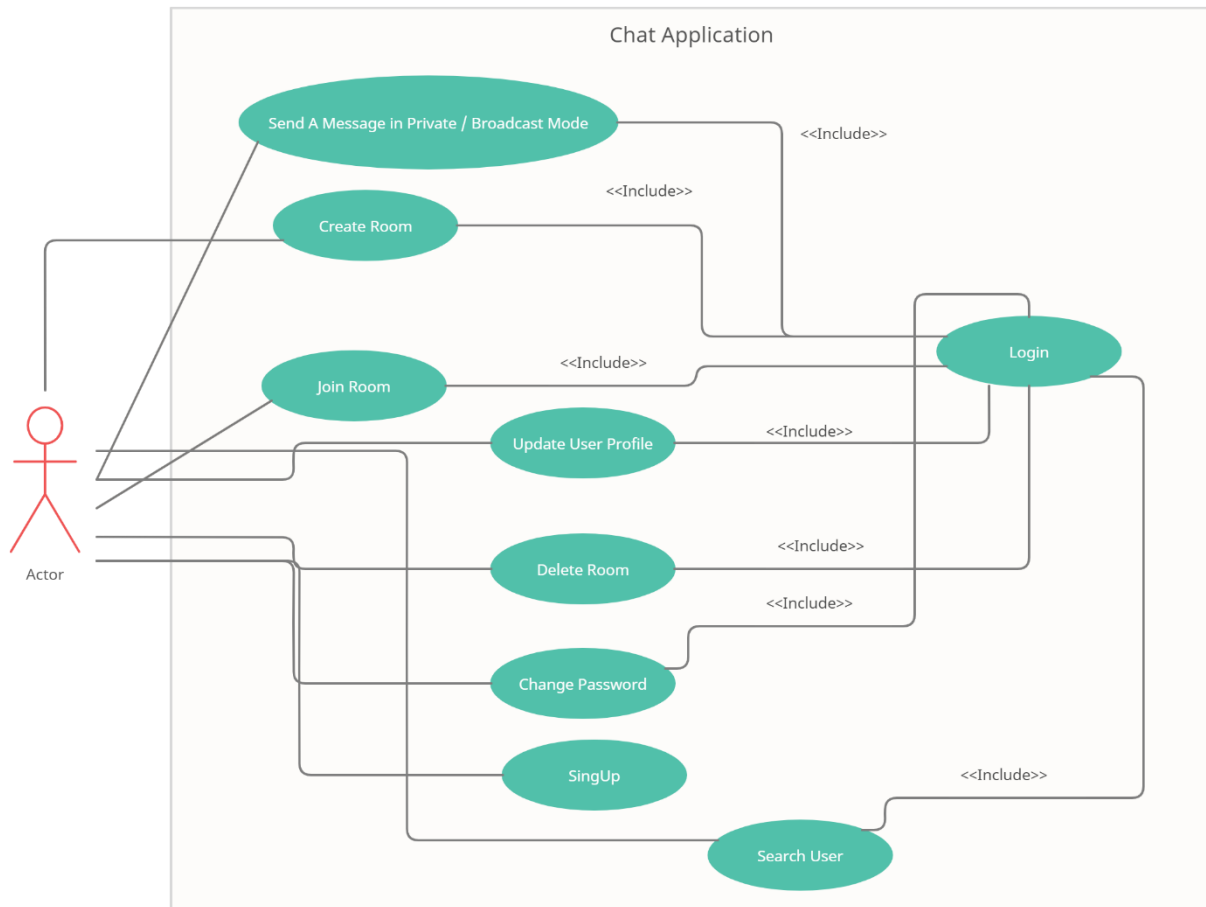 Chat Application
Send A Message in Private / Broadcast Mode
<<Include>>
<<Include>>
Create Room
Login
<<Include>>
Join Room
<<Include>>
Update User Profile
<<Include>>
Delete Room
Actor
<<Include>>
Change Password
SingUp
<<Include>>
Search User